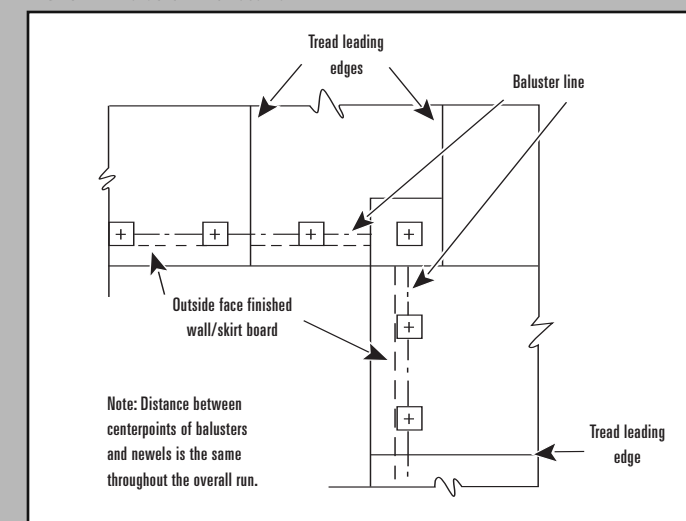 Tread leading
edges
Baluster line
Outside face finished
wall/skirt board
Note: Distance between
centerpoints of balusters
and newels is the same
throughout the overall run.
Tread leading
edge